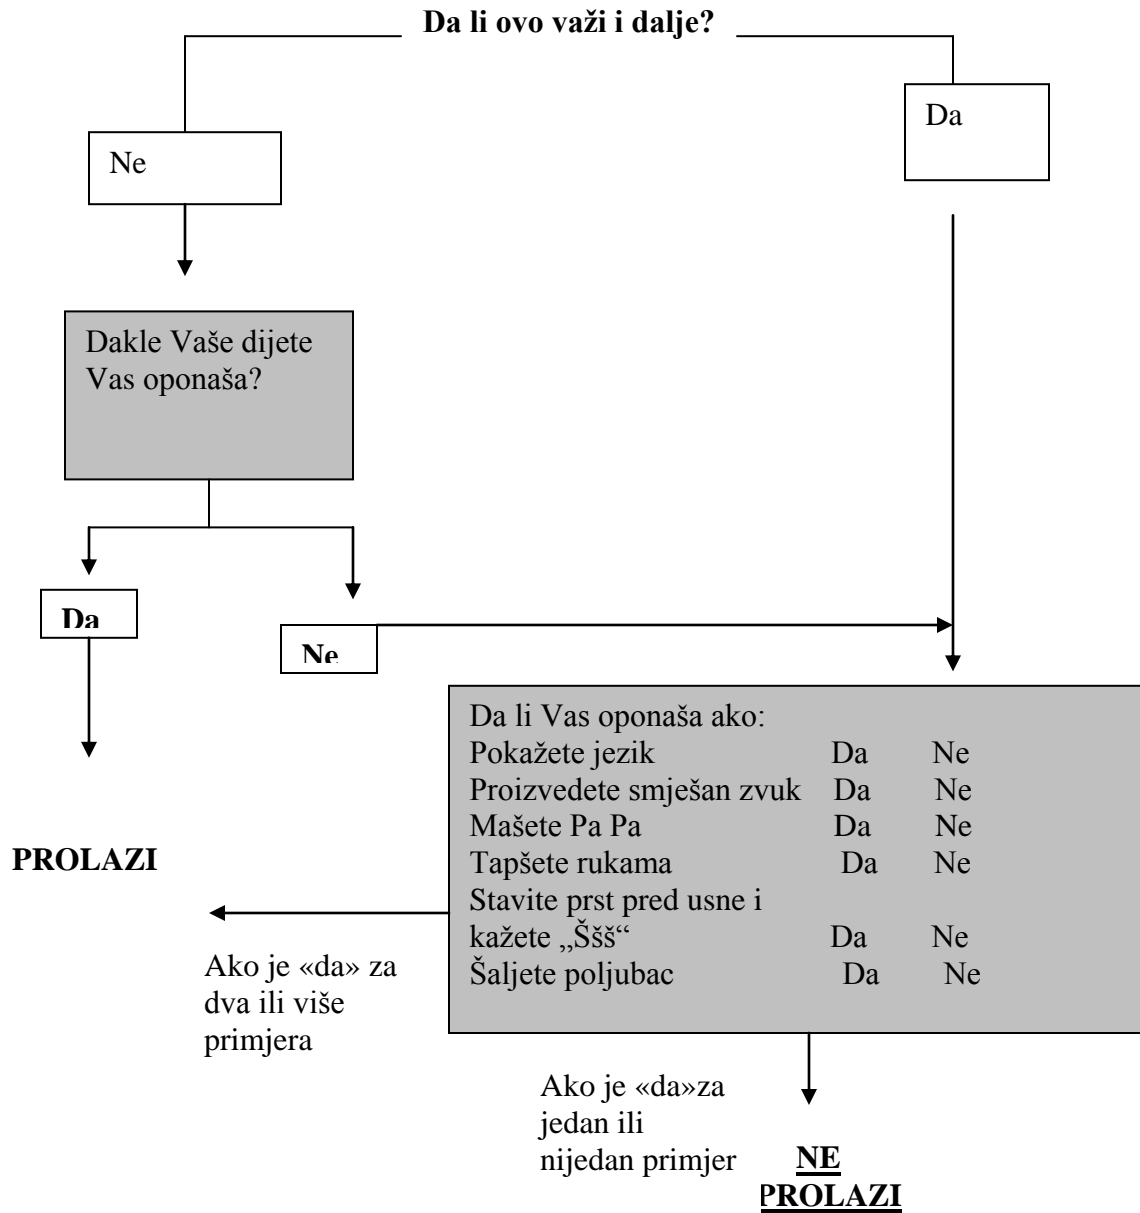 Da li ovo važi i dalje?
Da
Ne
Dakle Vaše dijete
Vas oponaša?
Da
Ne
Da li Vas oponaša ako:
Pokažete jezik Da Ne
Proizvedete smješan zvuk Da Ne
Mašete Pa Pa Da Ne
Tapšete rukama Da Ne
Stavite prst pred usne i
kažete „Ššš“ Da Ne
Šaljete poljubac Da Ne
PROLAZI
Ako je «da» za
dva ili više
primjera
Ako je «da»za
jedan ili
nijedan primjer
NE
PROLAZI